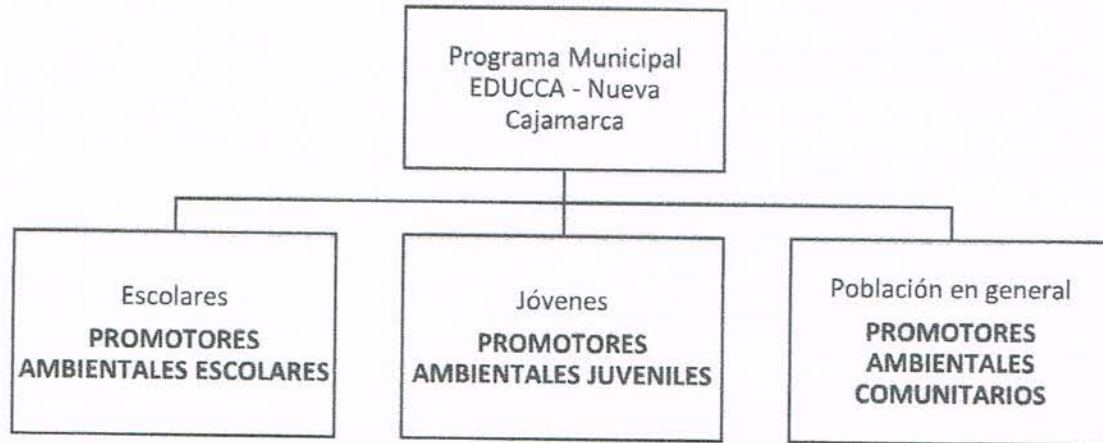 Programa Municipal
EDUCCA - Nueva
Cajamarca
Escolares
PROMOTORES
AMBIENTALES ESCOLARES
Jóvenes
PROMOTORES
AMBIENTALES JUVENILES
Población en general
PROMOTORES
AMBIENTALES
COMUNITARIOS